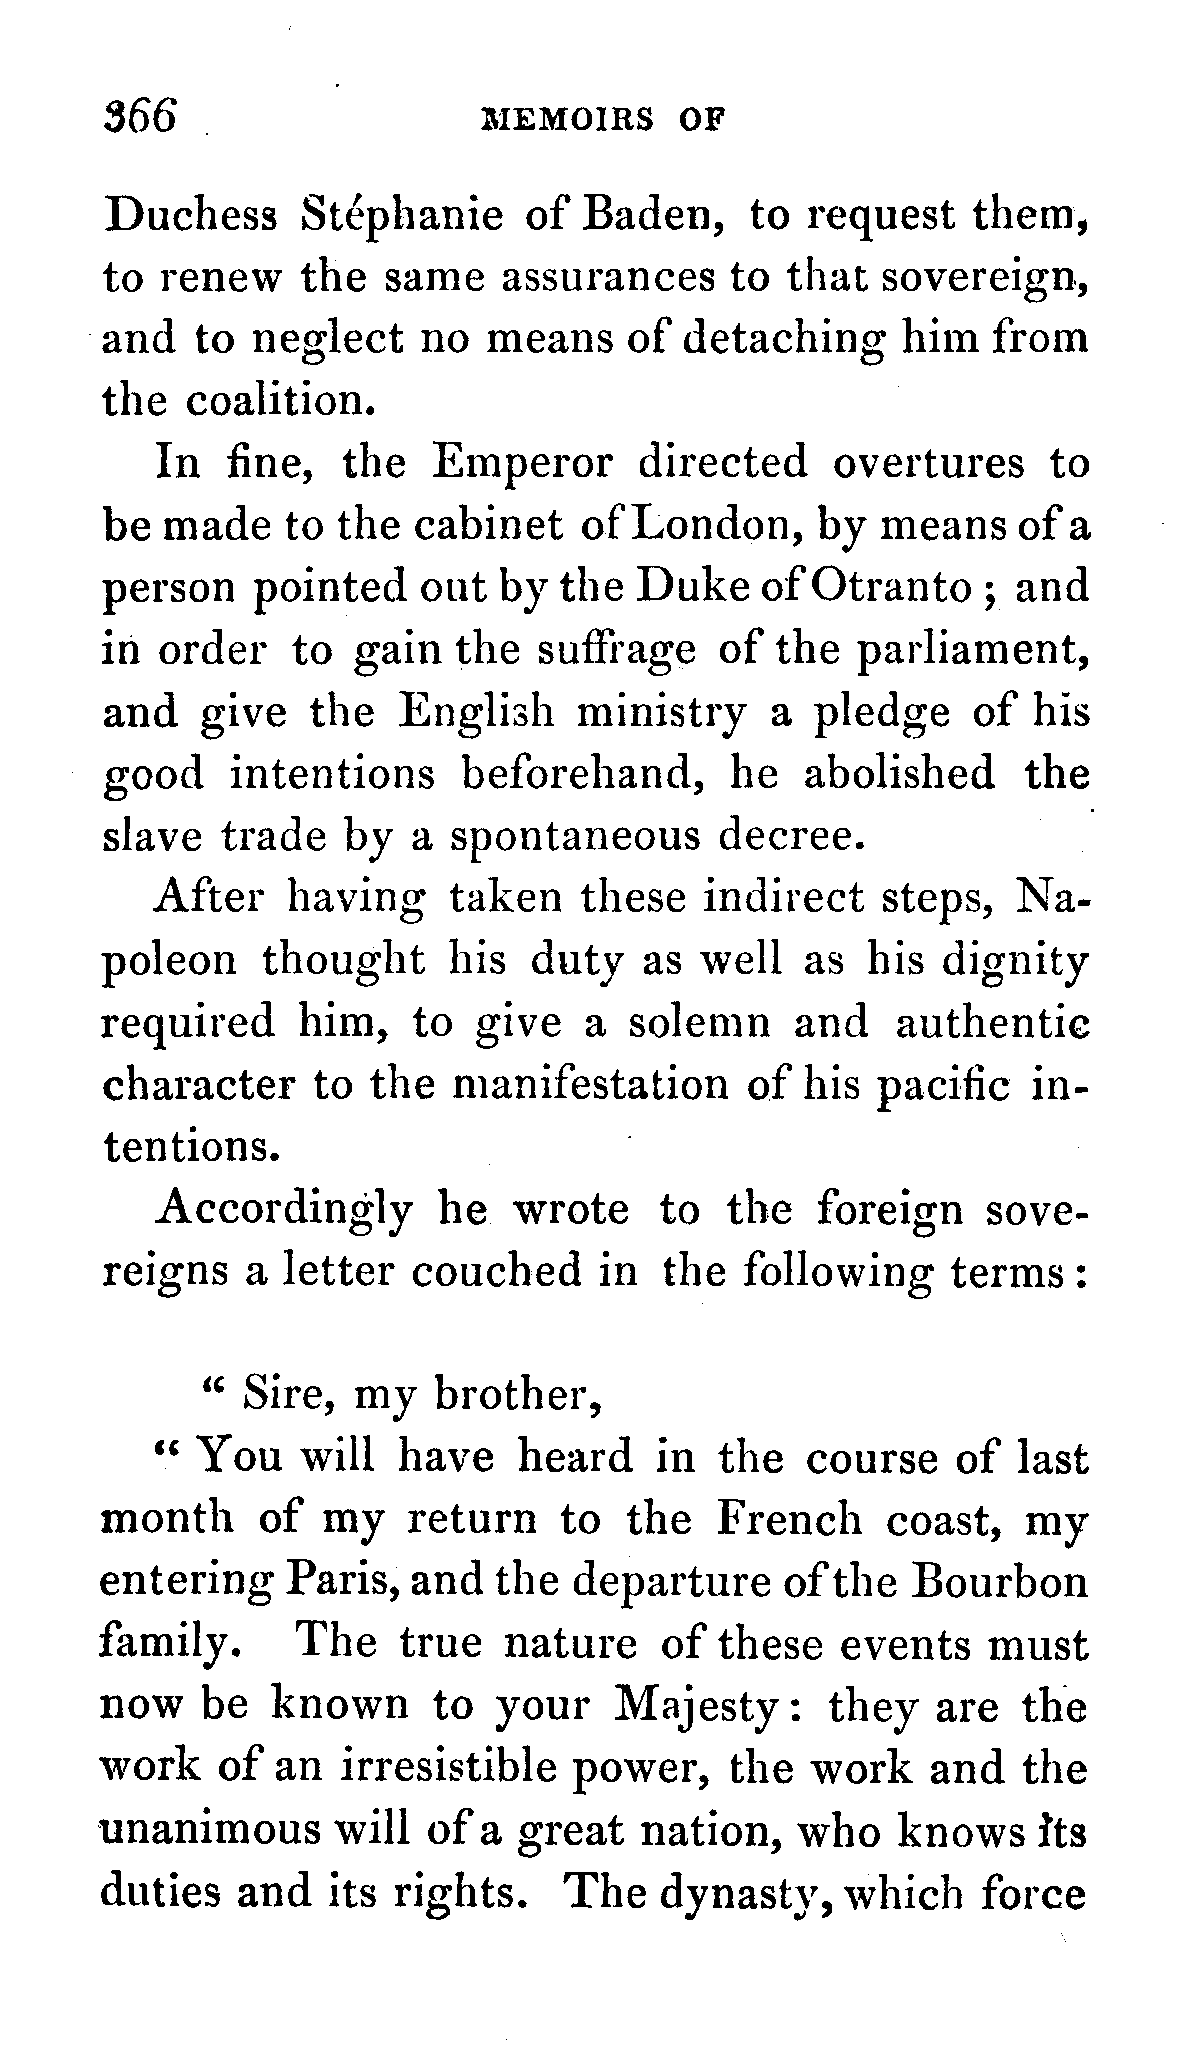 366 MEMOIRS OF
Duchess Stéphanie of Baden, to request them,
to renew the same assurances to that sovereign,
and to neglect no means of detaching him from
the coalition.
In fine, the Emperor directed overtures to
be made to the cabinet of London, by means of a
person pointed out by the Duke of Otranto ; and
in order to gain the suffrage of the parliament,
and give the English ministry a pledge of his
good intentions beforehand, he abolished the
slave trade by a spontaneous decree.
After having taken these indirect steps, Na-
poleon thought his duty as well as his dignity
required him, to give a solemn and authentic
character to the manifestation of his pacific in-
tentions.
Accordingly he wrote to the foreign sove-
reigns a letter couched in the following terms :
“ Sire, my brother,
“ You will have heard in the course of last
month of my return to the French coast, my
entering Paris, and the departure of the Bourbon
family. The true nature of these events must
now be known to your Majesty : they are the
work of an irresistible power, the work and the
unanimous will of a great nation, who knows its
duties and its rights. The dynasty, which force